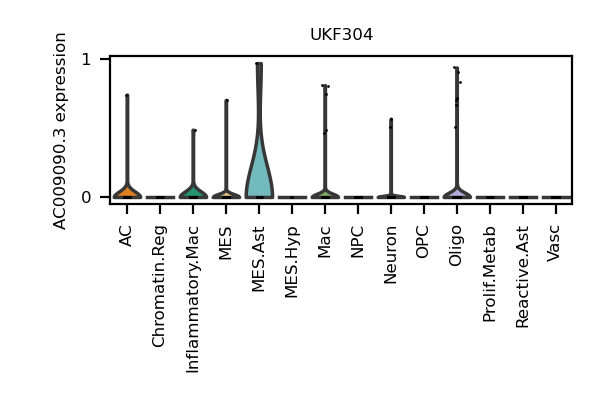 UKF304
AC009090.3 expression
1
0
AC
Chromatin.Reg
Inflammatory.Mac
MES
MES.Ast
MES.Hyp
Mac
NPC
Neuron
OPC
Oligo
Prolif.Metab
Reactive.Ast
Vasc